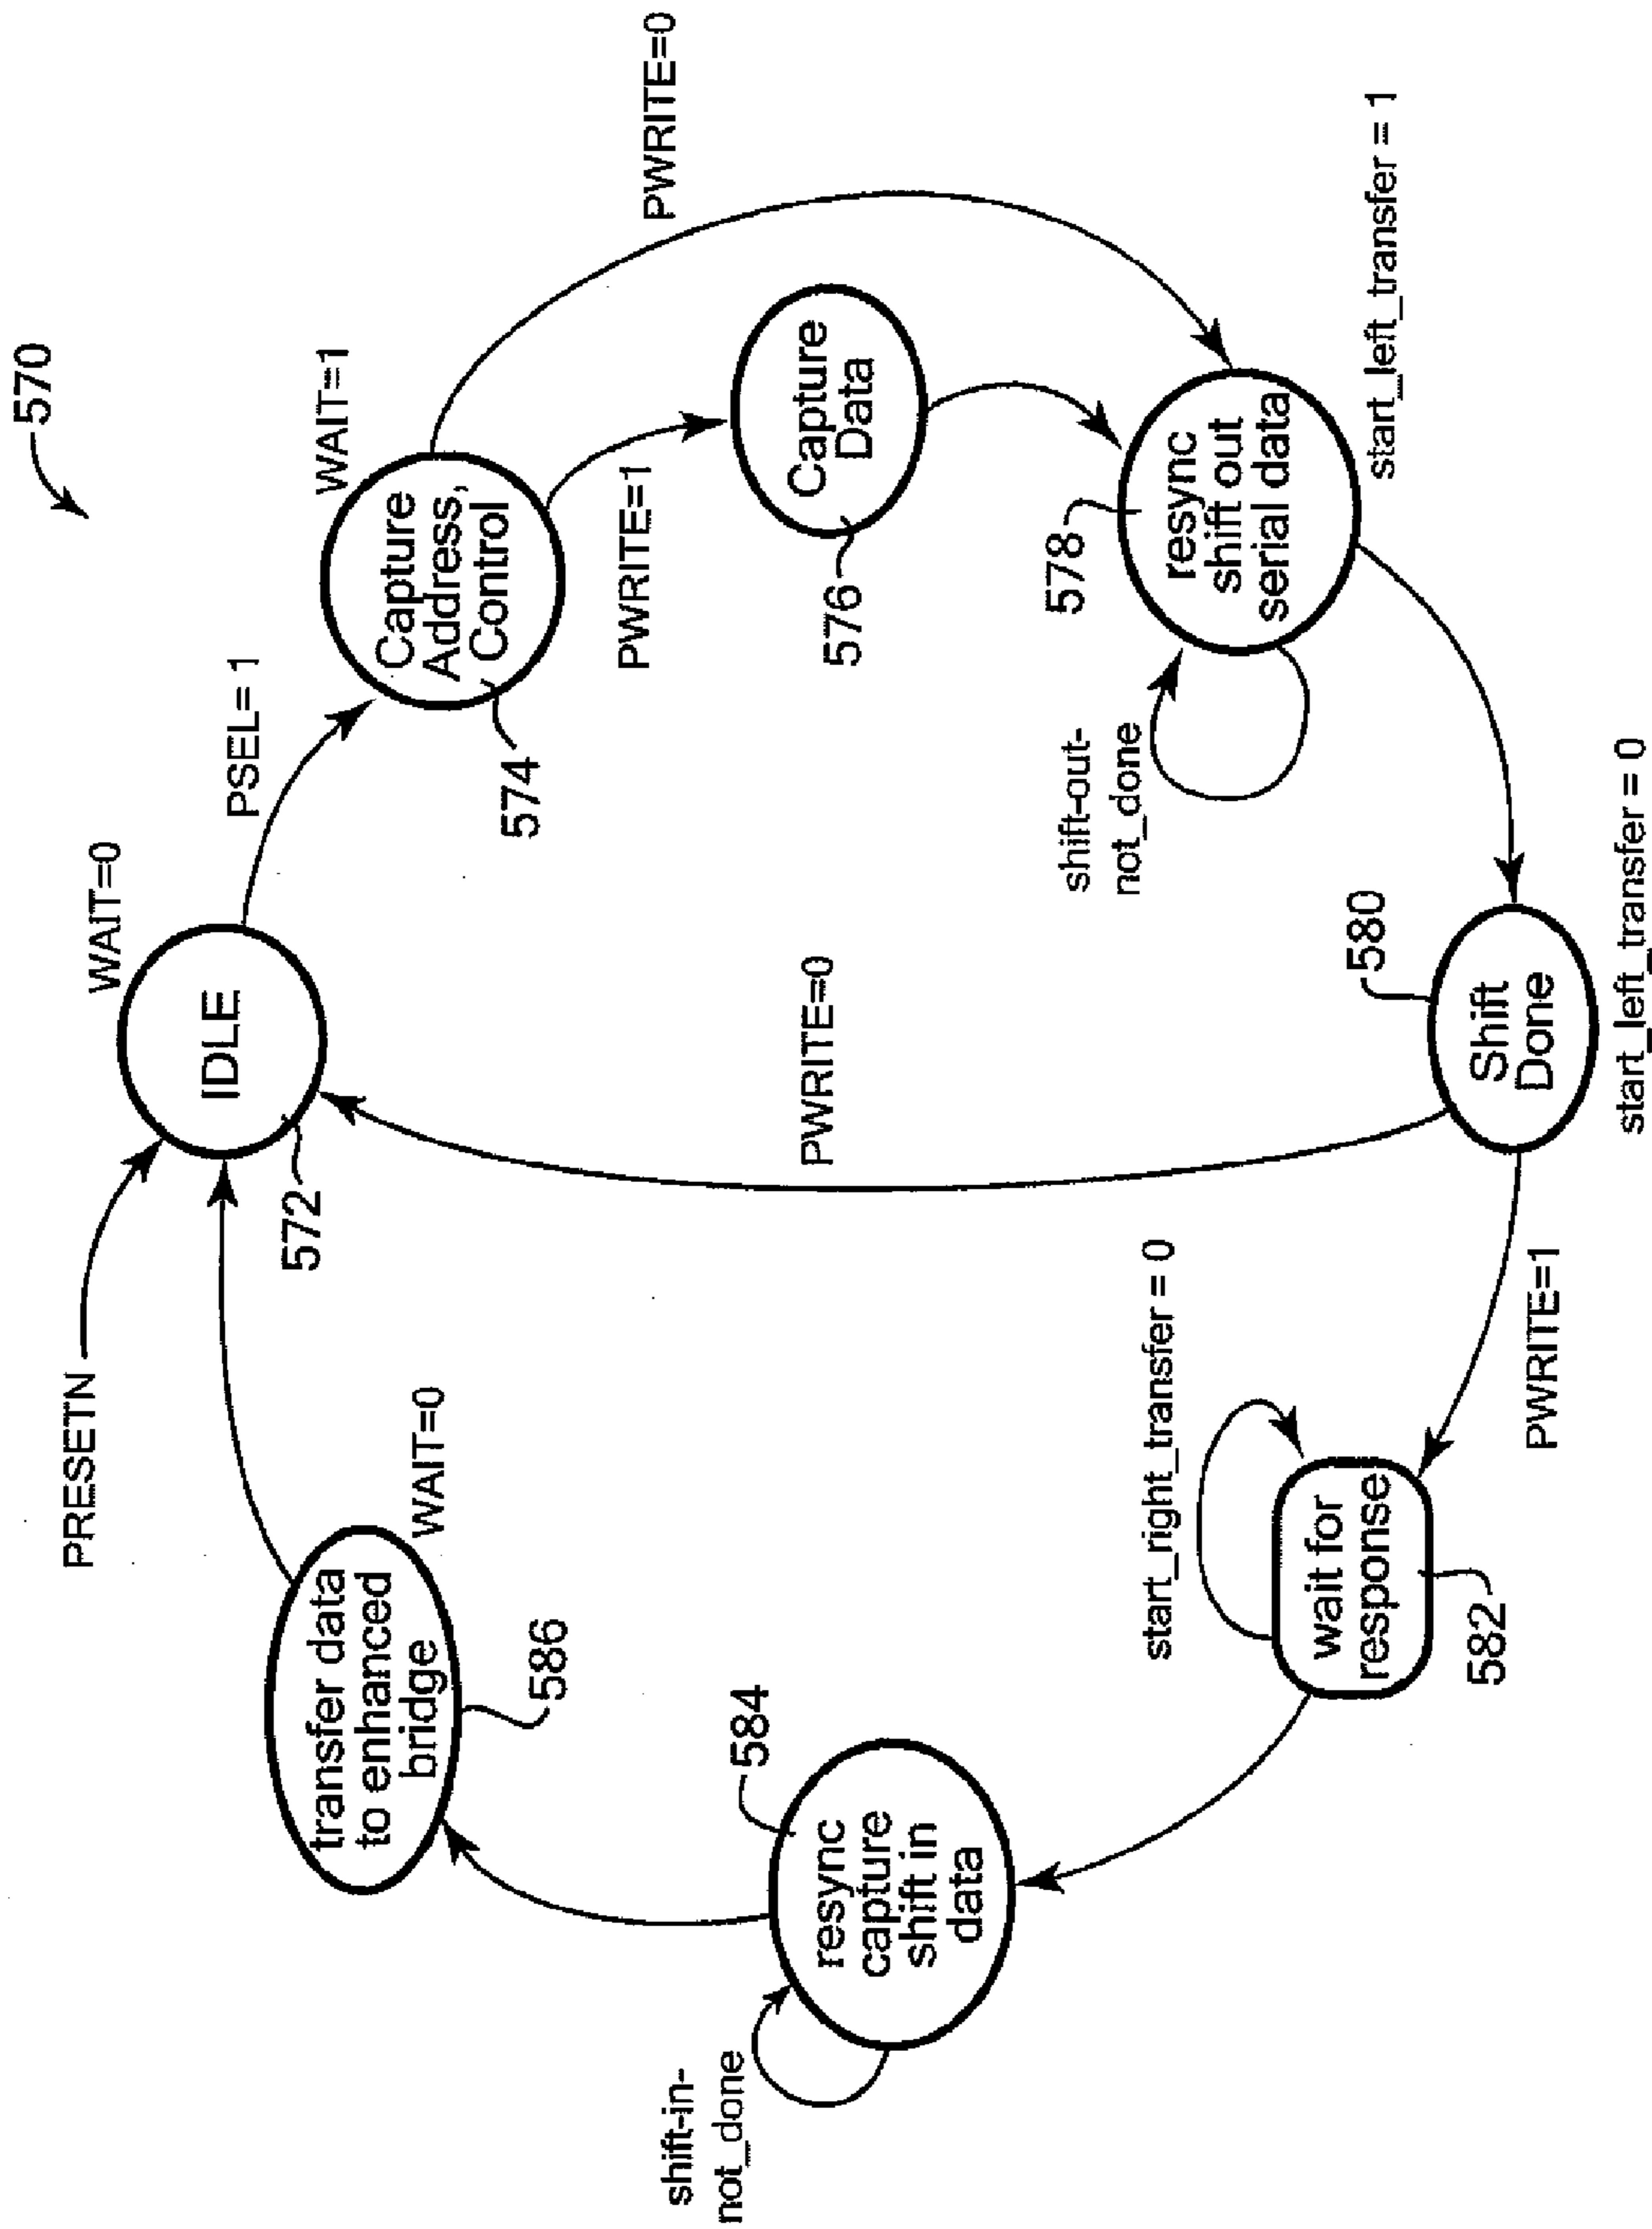 570
PRESETN
WAIT=0
IDLE
572
PSEL= 1
WAIT=1
Capture
Address,
Control
574
PWRITE=0
PWRITE=1
Capture
Data
576
578
resync
shift out
serial data
start_left_transfer = 1
shift-out-
not_done
580
Shift
Done
start_left_transfer = 0
PWRITE=0
PWRITE=1
start_right_transfer = 0
wait for
response
582
584
resync
capture
shift in
data
shift-in-
not_done
transfer data
to enhanced
bridge
586
WAIT=0